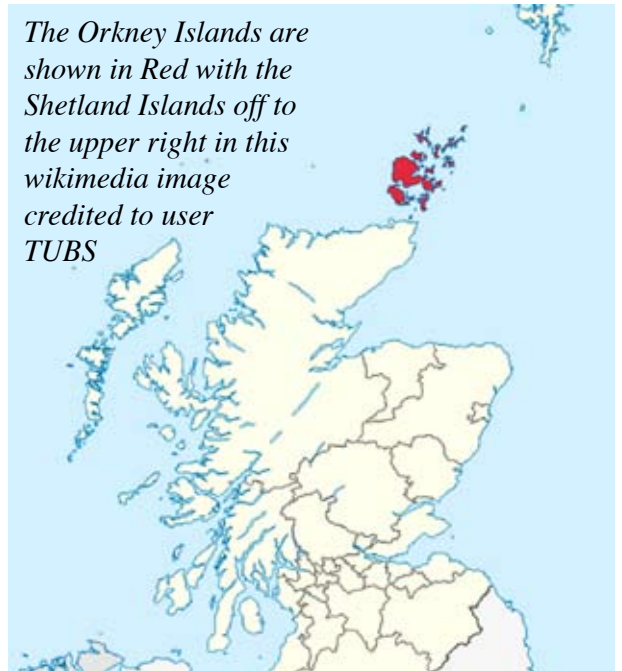 The Orkney Islands are
shown in Red with the
Shetland Islands off to
the upper right in this
wikimedia image
credited to user
TUBS